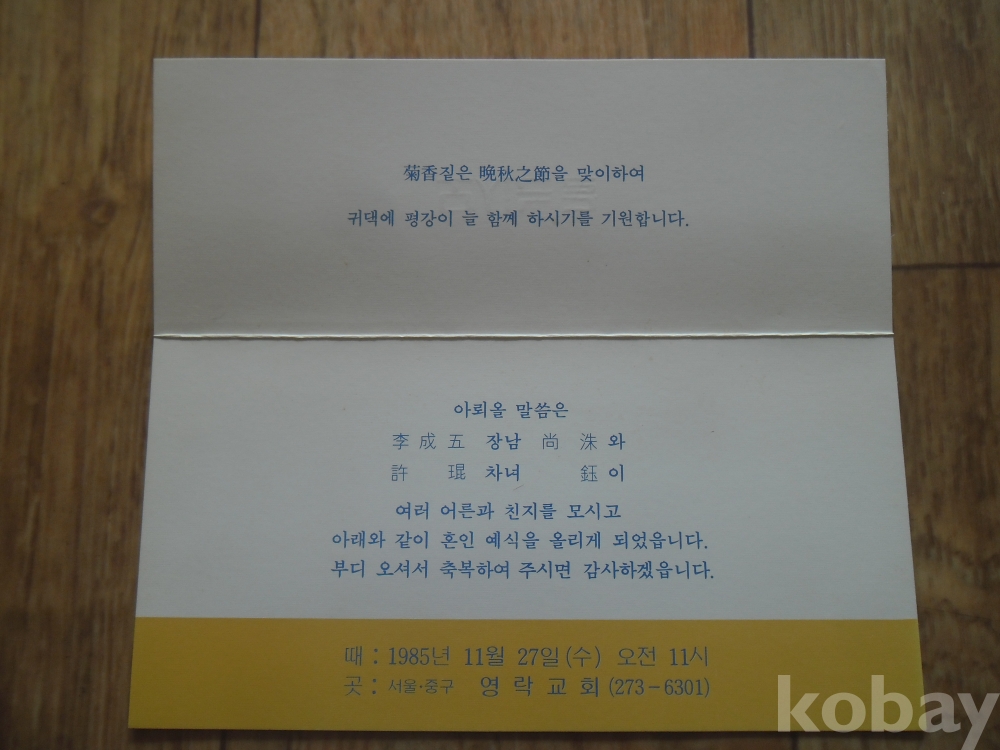 菊香짙은 晩秋之節을 맞이하여
귀댁에 평강이 늘 함께 하시기를 기원합니다.
아뢰올 말씀은
李成五 장남 尚洙와
許琨 차녀 鈺이
여러 어른과 친지를 모시고
아래와 같이 혼인 예식을 올리게 되었읍니다.
부디 오셔서 축복하여 주시면 감사하겠읍니다.
때 : 1985년 11월 27일(수) 오전 11시
곳 : 서울·중구 영락교회 (273-6301)
kobay